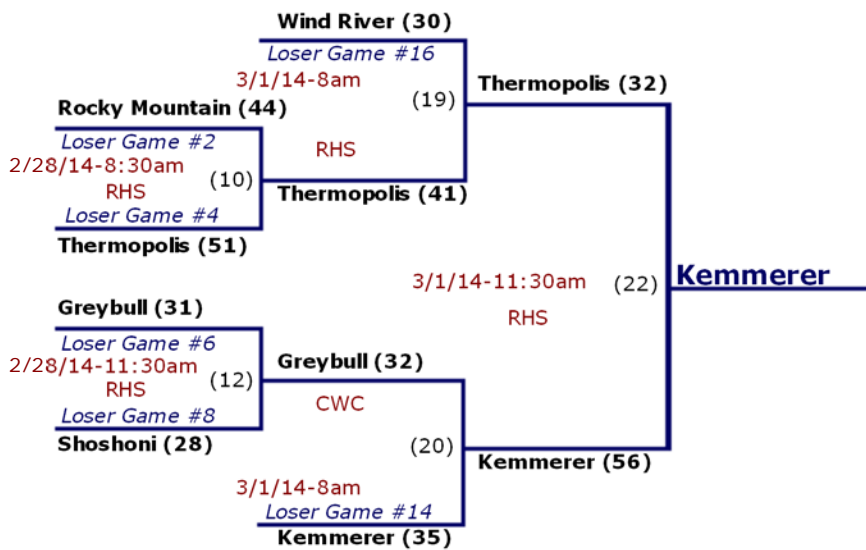 Wind River (30)
Loser Game #16
3/1/14-8am
Thermopolis (32)
(19)
Rocky Mountain (44)
Loser Game #2
2/28/14-8:30am
RHS
(10)
RHS
Loser Game #4
Thermopolis (41)
Thermopolis (51)
3/1/14-11:30am
(22)
Kemmerer
RHS
Greybull (31)
Loser Game #6
2/28/14-11:30am
RHS
(12)
Greybull (32)
CWC
Loser Game #8
Shoshoni (28)
(20)
Kemmerer (56)
3/1/14-8am
Loser Game #14
Kemmerer (35)